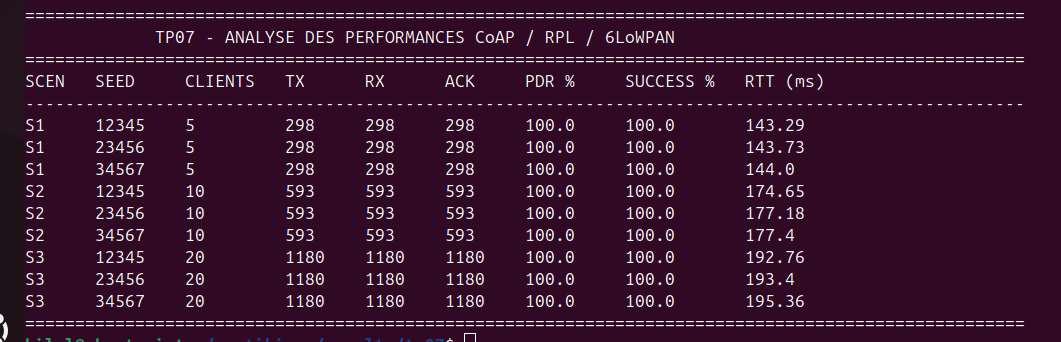 ====================================================================================================
TP07 - ANALYSE DES PERFORMANCES CoAP / RPL / 6LoWPAN
====================================================================================================
SCEN SEED CLIENTS TX RX ACK PDR % SUCCESS % RTT (ms)
----------------------------------------------------------------------------------------------------
S1 12345 5 298 298 298 100.0 100.0 143.29
S1 23456 5 298 298 298 100.0 100.0 143.73
S1 34567 5 298 298 298 100.0 100.0 144.0
S2 12345 10 593 593 593 100.0 100.0 174.65
S2 23456 10 593 593 593 100.0 100.0 177.18
S2 34567 10 593 593 593 100.0 100.0 177.4
S3 12345 20 1180 1180 1180 100.0 100.0 192.76
S3 23456 20 1180 1180 1180 100.0 100.0 193.4
S3 34567 20 1180 1180 1180 100.0 100.0 195.36
====================================================================================================